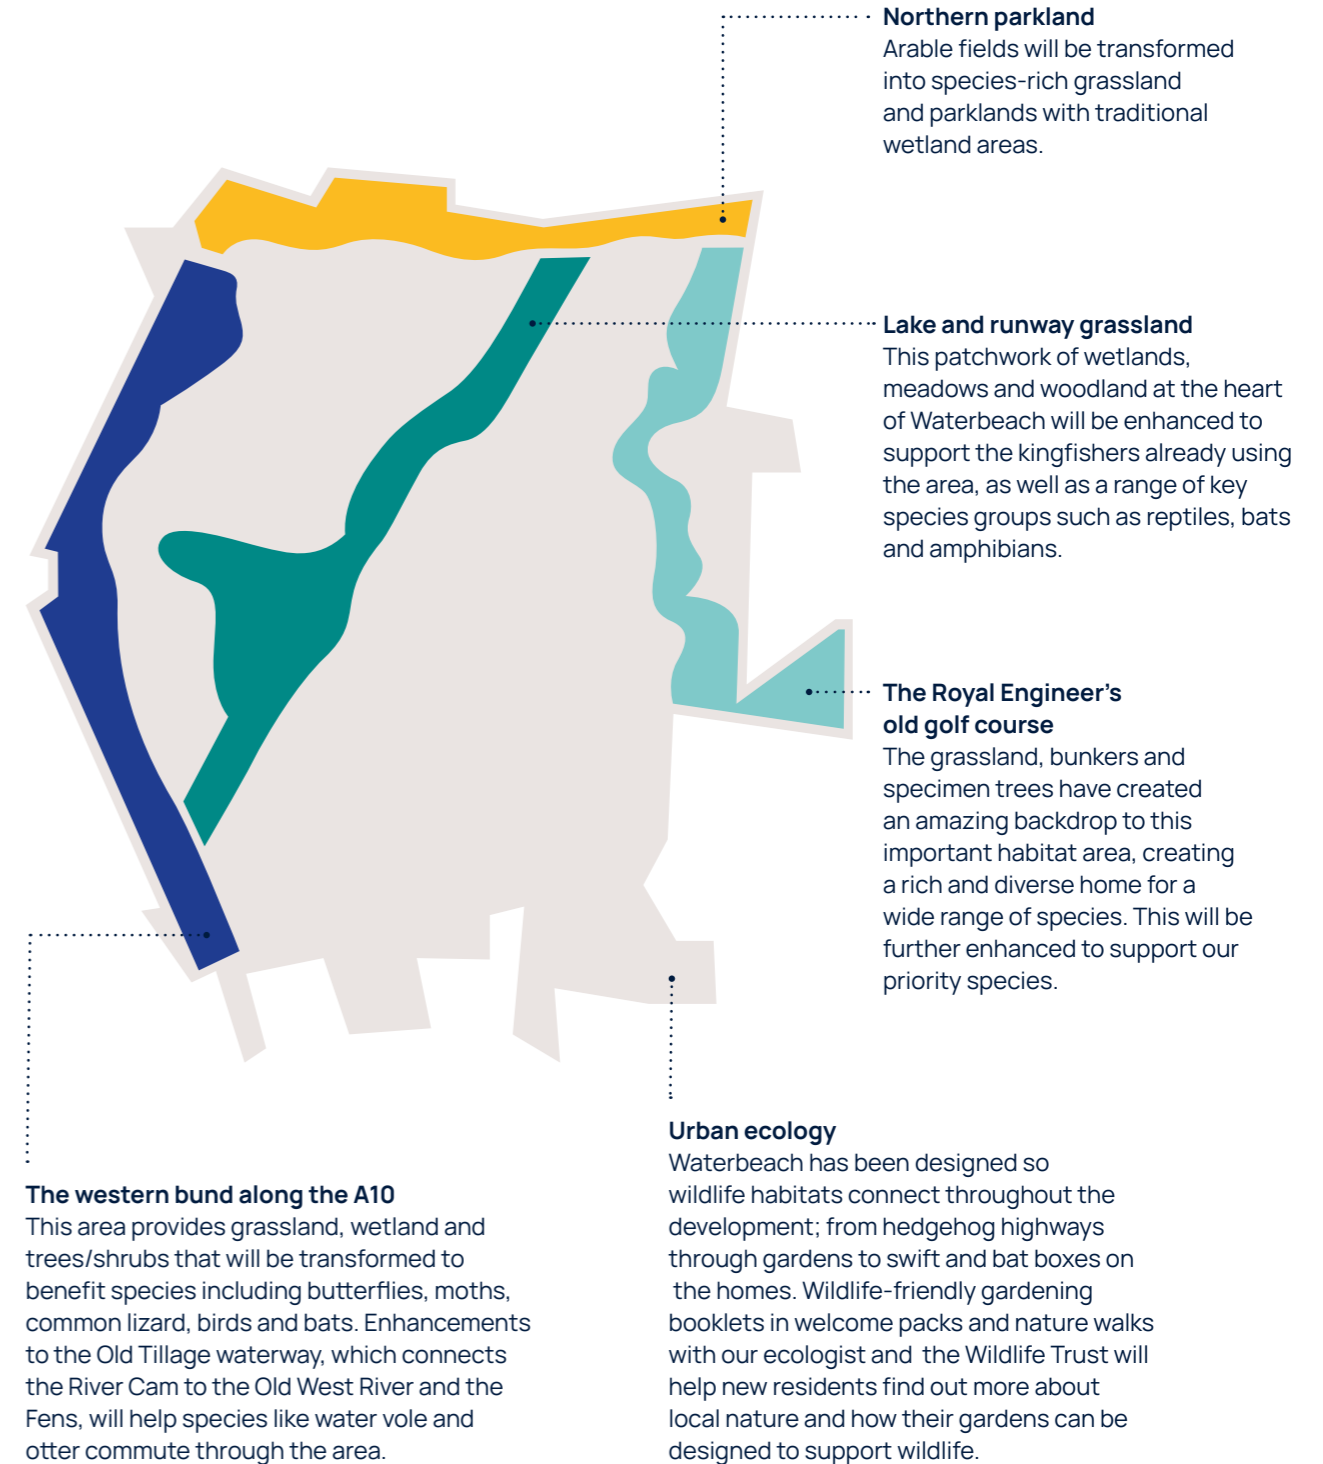 Northern parkland
Arable fields will be transformed
into species-rich grassland
and parklands with traditional
wetland areas.
Lake and runway grassland
This patchwork of wetlands,
meadows and woodland at the heart
of Waterbeach will be enhanced to
support the kingfishers already using
the area, as well as a range of key
species groups such as reptiles, bats
and amphibians.
The Royal Engineer’s
old golf course
The grassland, bunkers and
specimen trees have created
an amazing backdrop to this
important habitat area, creating
a rich and diverse home for a
wide range of species. This will be
further enhanced to support our
priority species.
The western bund along the A10
This area provides grassland, wetland and
trees/shrubs that will be transformed to
benefit species including butterflies, moths,
common lizard, birds and bats. Enhancements
to the Old Tillage waterway, which connects
the River Cam to the Old West River and the
Fens, will help species like water vole and
otter commute through the area.
Urban ecology
Waterbeach has been designed so
wildlife habitats connect throughout the
development; from hedgehog highways
through gardens to swift and bat boxes on
the homes. Wildlife-friendly gardening
booklets in welcome packs and nature walks
with our ecologist and the Wildlife Trust will
help new residents find out more about
local nature and how their gardens can be
designed to support wildlife.